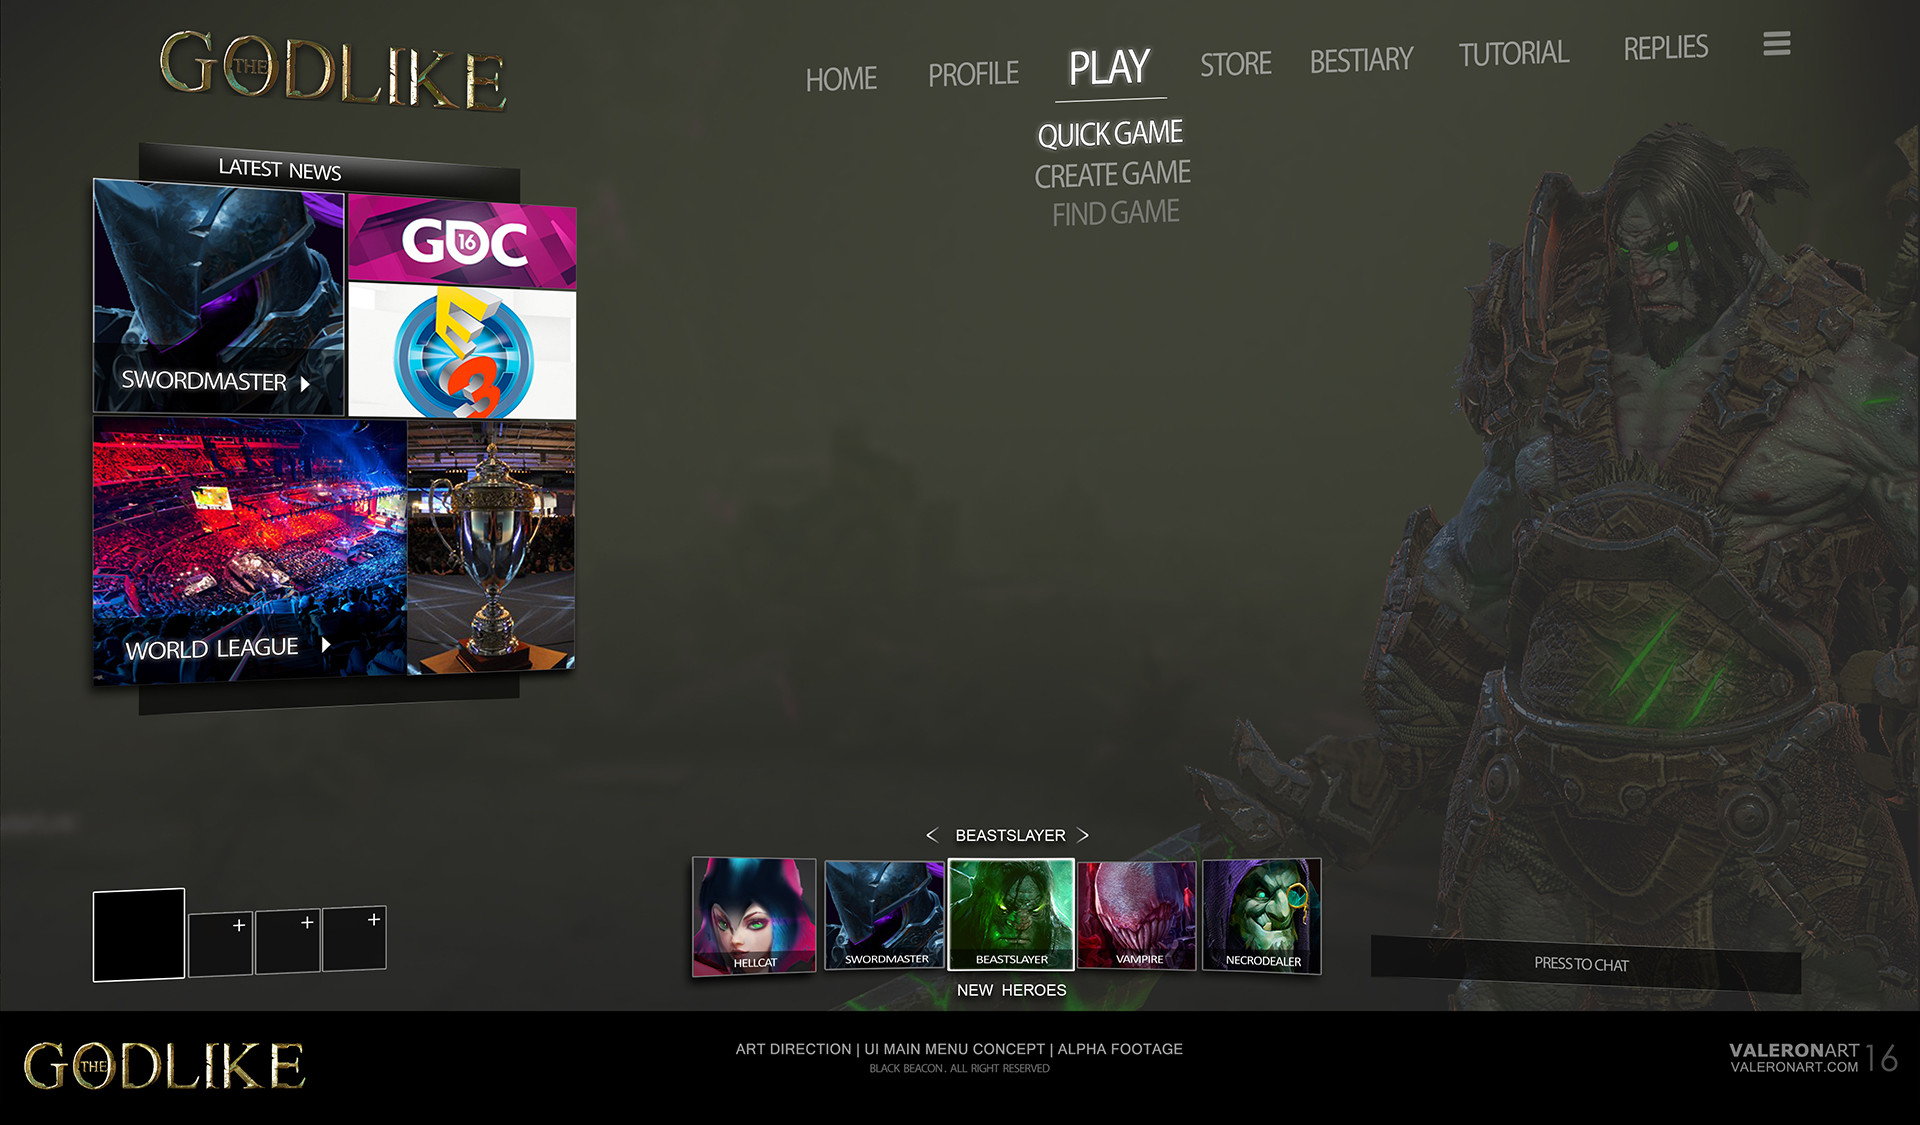 THE GODLIKE
HOME PROFILE PLAY STORE BESTIARY TUTORIAL REPLIES
QUICK GAME
CREATE GAME
FIND GAME
LATEST NEWS
SWORDMASTER
GDC 16
E3
WORLD LEAGUE
< BEASTSLAYER >
HELLCAT
SWORDMASTER
BEASTSLAYER
VAMPIRE
NECRODEALER
NEW HEROES
+ + +
PRESS TO CHAT
THE GODLIKE
ART DIRECTION | UI MAIN MENU CONCEPT | ALPHA FOOTAGE
BLACK BEACON. ALL RIGHT RESERVED
VALERONART 16
VALERONART.COM